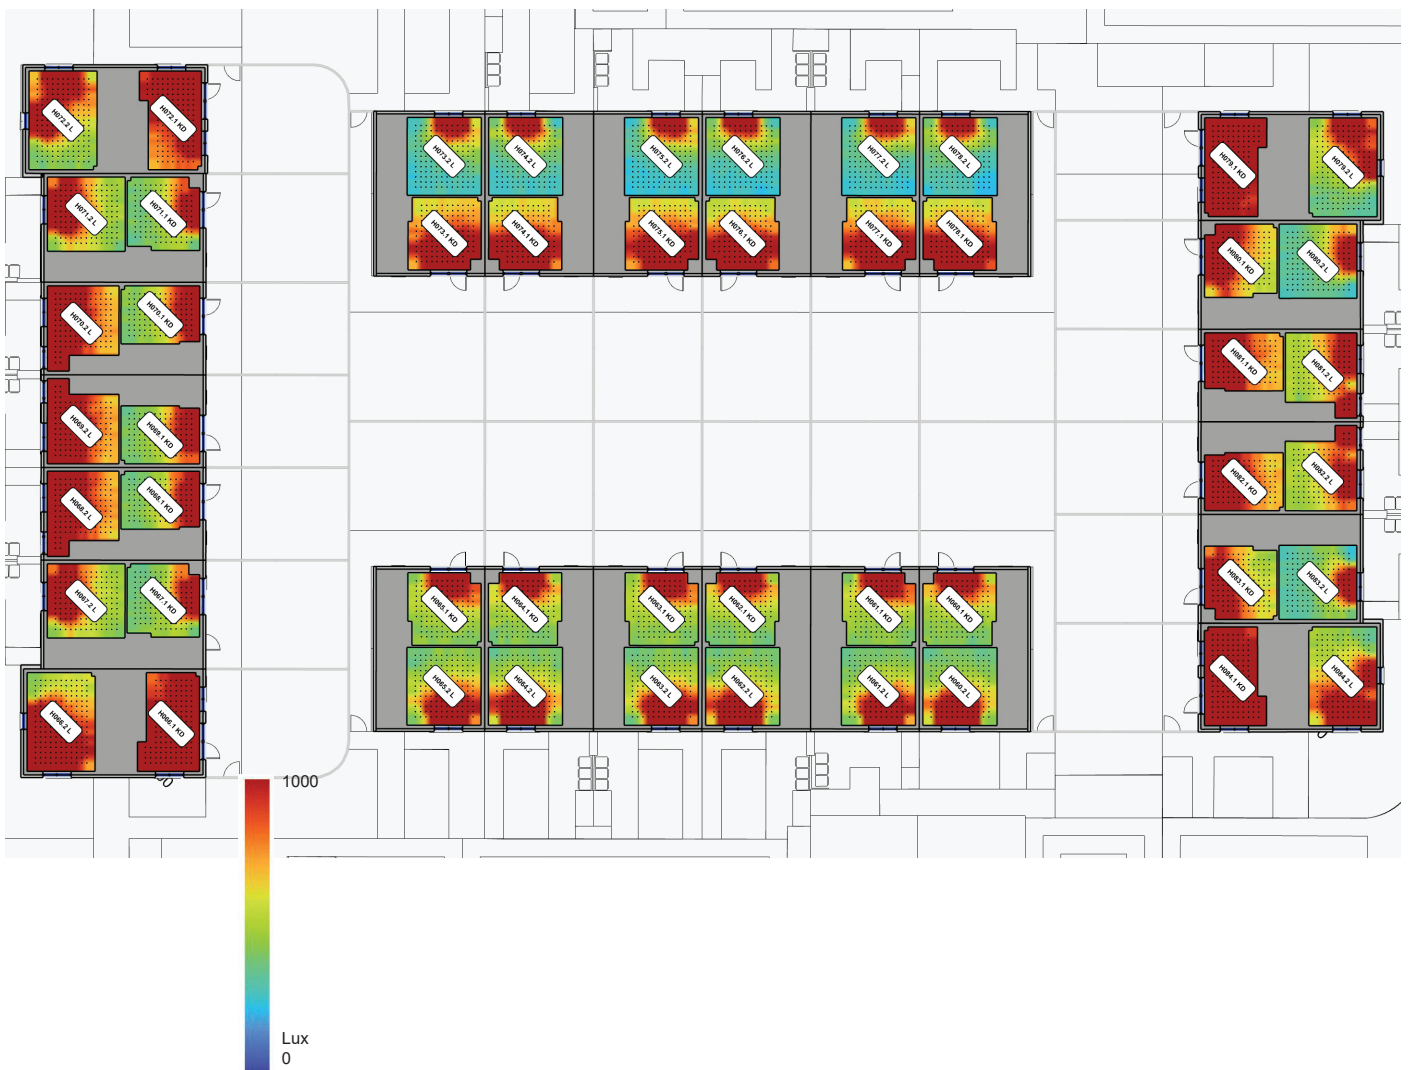 H072.2 L
H072.1 KD
H071.2 L
H071.1 KD
H070.2 L
H070.1 KD
H069.2 L
H069.1 KD
H068.2 L
H068.1 KD
H067.2 L
H067.1 KD
H066.2 L
H066.1 KD
H073.2 L
H074.2 L
H075.2 L
H076.2 L
H077.2 L
H078.2 L
H073.1 KD
H074.1 KD
H075.1 KD
H076.1 KD
H077.1 KD
H078.1 KD
H065.1 KD
H064.1 KD
H063.1 KD
H062.1 KD
H061.1 KD
H060.1 KD
H065.2 L
H064.2 L
H063.2 L
H062.2 L
H061.2 L
H060.2 L
H079.1 KD
H079.2 L
H080.1 KD
H080.2 L
H081.1 KD
H081.2 L
H082.1 KD
H082.2 L
H083.1 KD
H083.2 L
H084.1 KD
H084.2 L
1000
Lux
0